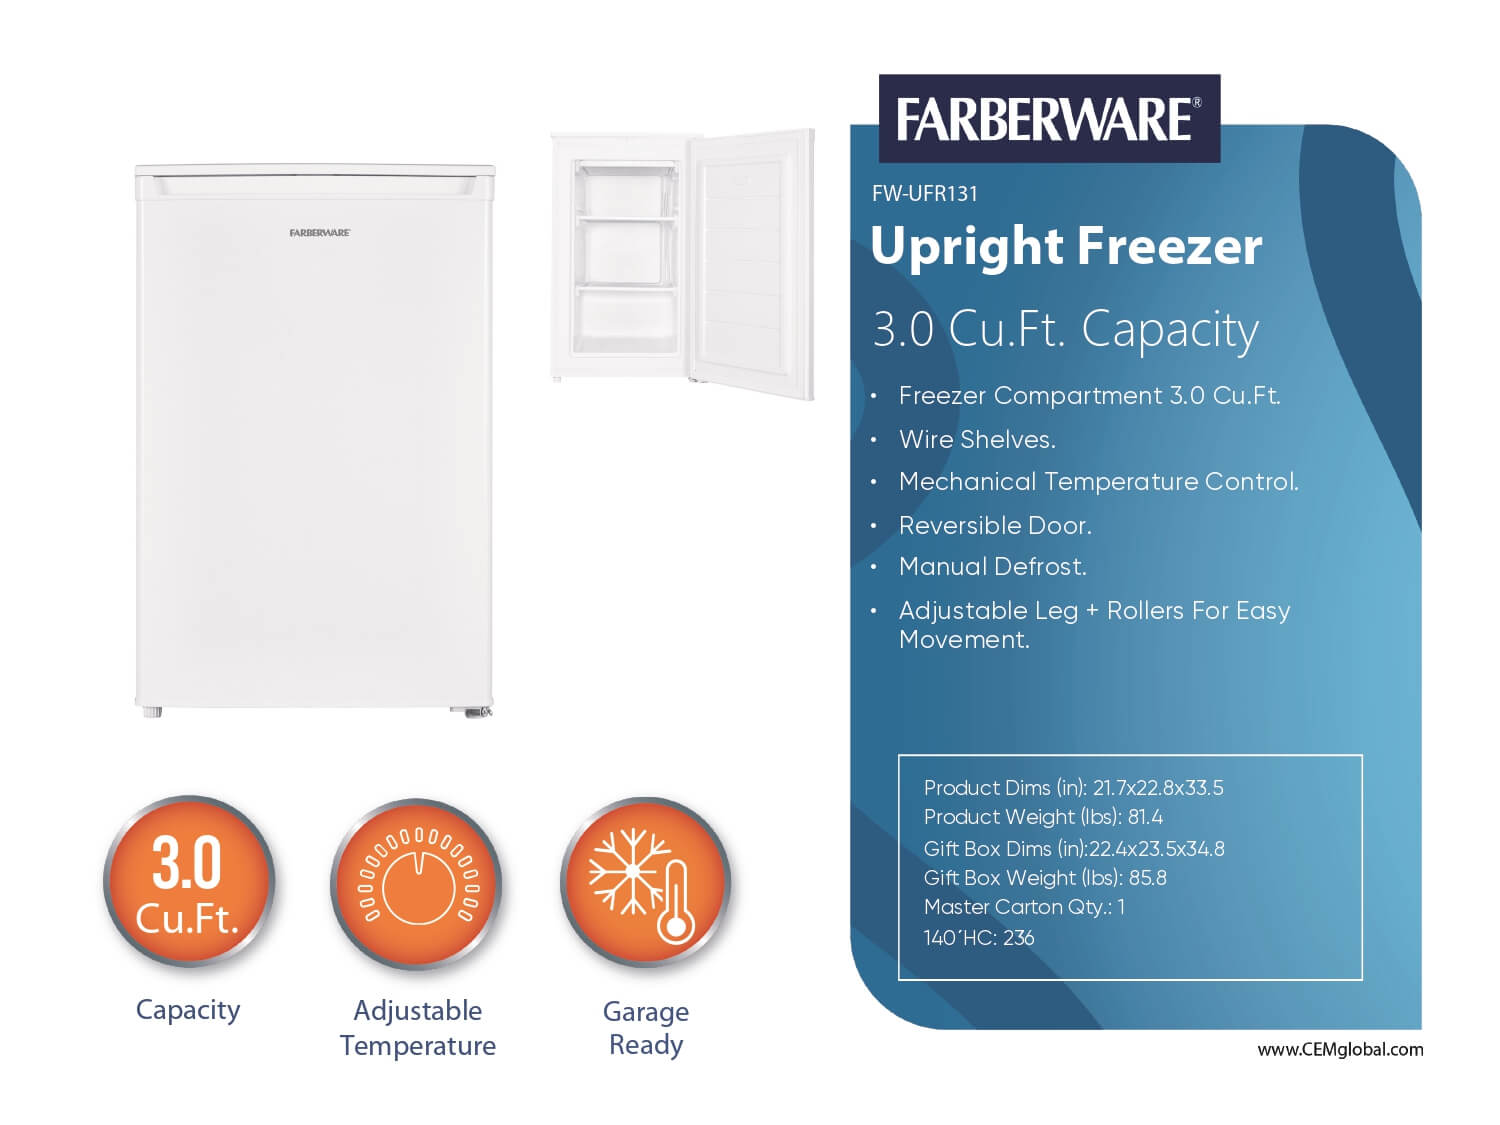 FARBERWARE®
FW-UFR131
Upright Freezer
3.0 Cu.Ft. Capacity
• Freezer Compartment 3.0 Cu.Ft.
• Wire Shelves.
• Mechanical Temperature Control.
• Reversible Door.
• Manual Defrost.
• Adjustable Leg + Rollers For Easy
Movement.
Product Dims (in): 21.7x22.8x33.5
Product Weight (lbs): 81.4
Gift Box Dims (in):22.4x23.5x34.8
Gift Box Weight (lbs): 85.8
Master Carton Qty.: 1
140´HC: 236
www.CEMglobal.com
FARBERWARE
3.0
Cu.Ft.
Capacity
Adjustable
Temperature
Garage
Ready